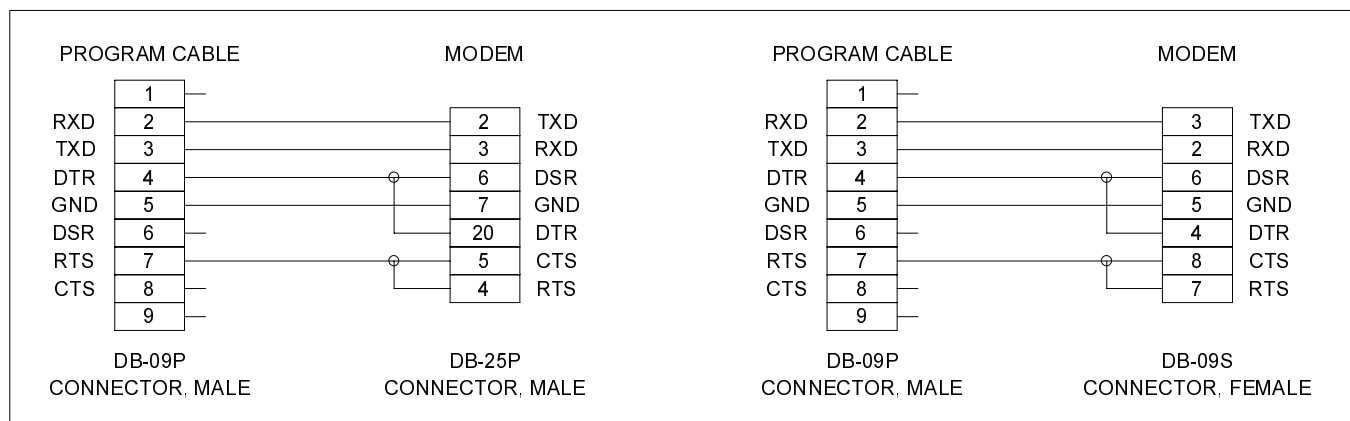 PROGRAM CABLE MODEM PROGRAM CABLE MODEM
1 1
RXD 2 2 TXD RXD 2 3 TXD
TXD 3 3 RXD TXD 3 2 RXD
DTR 4 6 DSR DTR 4 6 DSR
GND 5 7 GND GND 5 5 GND
DSR 6 20 DTR DSR 6 4 DTR
RTS 7 5 CTS RTS 7 8 CTS
CTS 8 4 RTS CTS 8 7 RTS
9 9
DB-09P DB-25P DB-09P DB-09S
CONNECTOR, MALE CONNECTOR, MALE CONNECTOR, MALE CONNECTOR, FEMALE